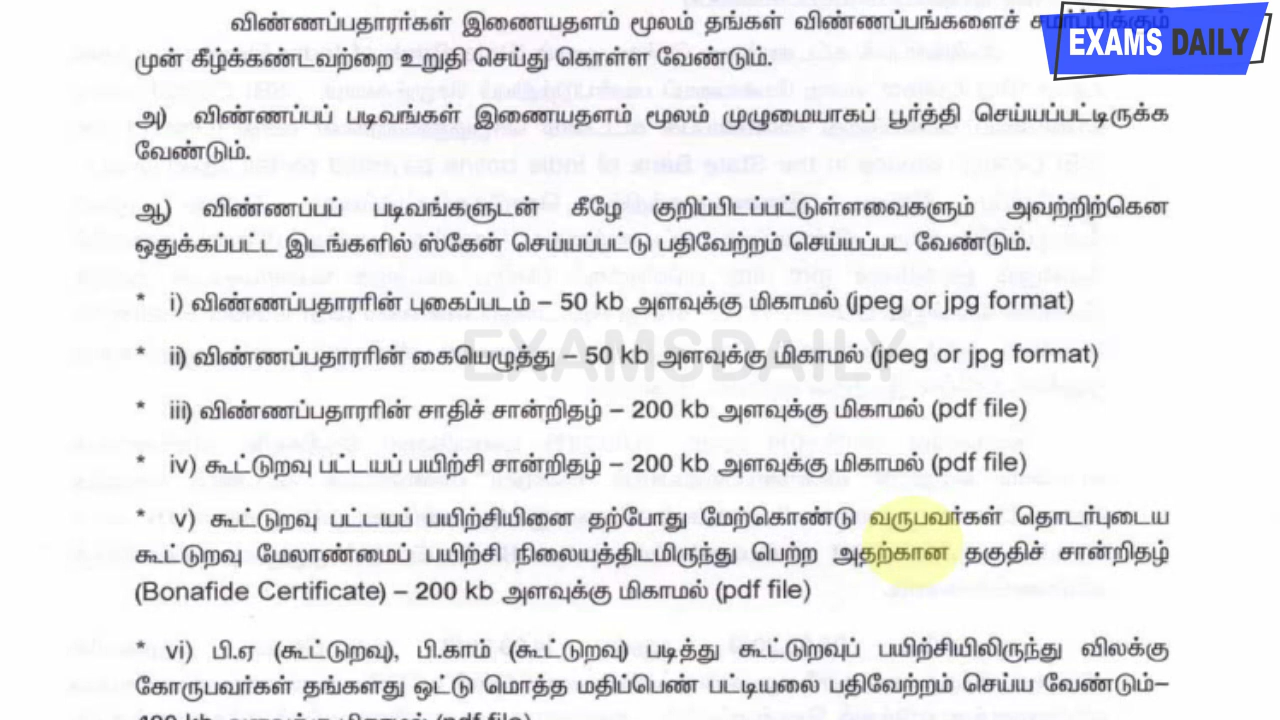 விண்ணப்பதாரர்கள் இணையதளம் மூலம் தங்கள் விண்ணப்பங்களைச் சமர்ப்பிக்கும்
முன் கீழ்க்கண்டவற்றை உறுதி செய்து கொள்ள வேண்டும்.
EXAMS DAILY
அ) விண்ணப்பப் படிவங்கள் இணையதளம் மூலம் முழுமையாகப் பூர்த்தி செய்யப்பட்டிருக்க
வேண்டும்.
ஆ) விண்ணப்பப் படிவங்களுடன் கீழே குறிப்பிடப்பட்டுள்ளவைகளும் அவற்றிற்கென
ஒதுக்கப்பட்ட இடங்களில் ஸ்கேன் செய்யப்பட்டு பதிவேற்றம் செய்யப்பட வேண்டும்.
* i) விண்ணப்பதாரரின் புகைப்படம் – 50 kb அளவுக்கு மிகாமல் (jpeg or jpg format)
EXAMSDAILY
* ii) விண்ணப்பதாரரின் கையெழுத்து – 50 kb அளவுக்கு மிகாமல் (jpeg or jpg format)
* iii) விண்ணப்பதாரரின் சாதிச் சான்றிதழ் – 200 kb அளவுக்கு மிகாமல் (pdf file)
* iv) கூட்டுறவு பட்டயப் பயிற்சி சான்றிதழ் – 200 kb அளவுக்கு மிகாமல் (pdf file)
* v) கூட்டுறவு பட்டயப் பயிற்சியினை தற்போது மேற்கொண்டு வருபவர்கள் தொடர்புடைய
கூட்டுறவு மேலாண்மைப் பயிற்சி நிலையத்திடமிருந்து பெற்ற அதற்கான தகுதிச் சான்றிதழ்
(Bonafide Certificate) – 200 kb அளவுக்கு மிகாமல் (pdf file)
* vi) பி.ஏ (கூட்டுறவு), பி.காம் (கூட்டுறவு) படித்து கூட்டுறவுப் பயிற்சியிலிருந்து விலக்கு
கோருபவர்கள் தங்களது ஒட்டு மொத்த மதிப்பெண் பட்டியலை பதிவேற்றம் செய்ய வேண்டும்–
kb அளவுக்கு மிகாமல் (pdf file)